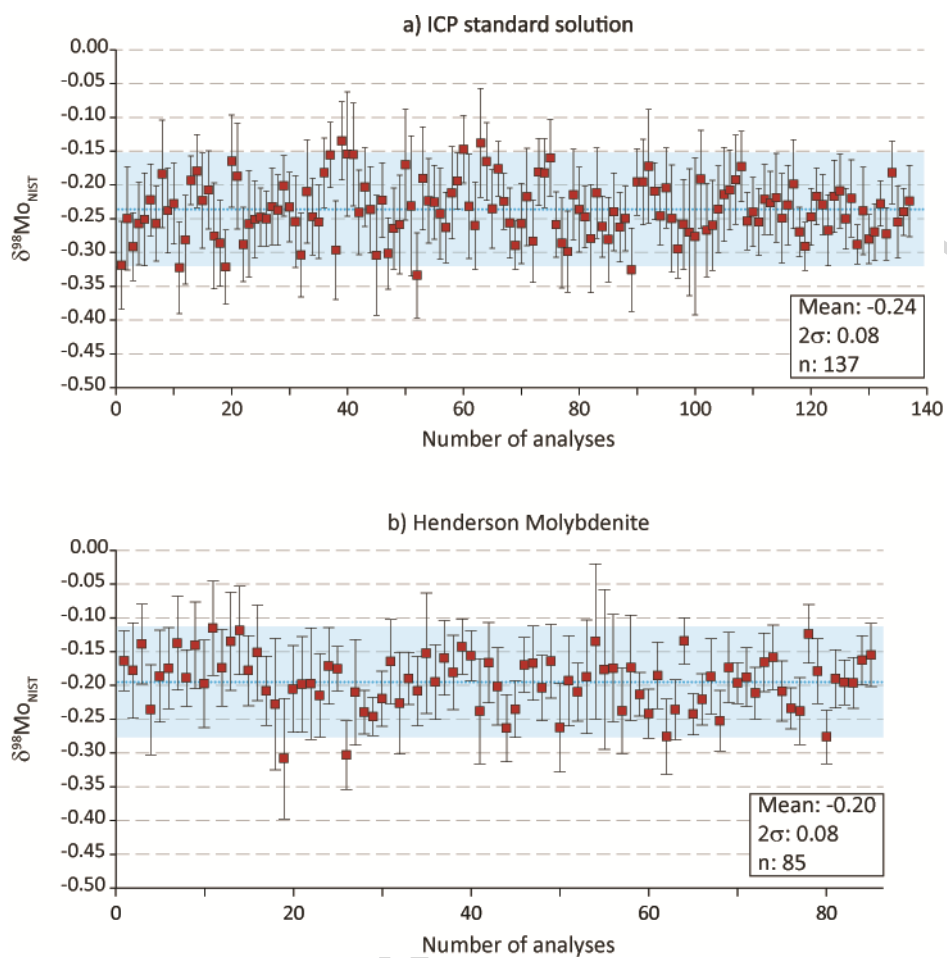 a) ICP standard solution
0.00
-0.05
-0.10
-0.15
-0.20
-0.25
-0.30
-0.35
-0.40
-0.45
-0.50
δ⁹⁸Mo_NIST
Mean: -0.24
2σ: 0.08
n: 137
0 20 40 60 80 100 120 140
Number of analyses
b) Henderson Molybdenite
0.00
-0.05
-0.10
-0.15
-0.20
-0.25
-0.30
-0.35
-0.40
-0.45
-0.50
δ⁹⁸Mo_NIST
Mean: -0.20
2σ: 0.08
n: 85
0 20 40 60 80
Number of analyses